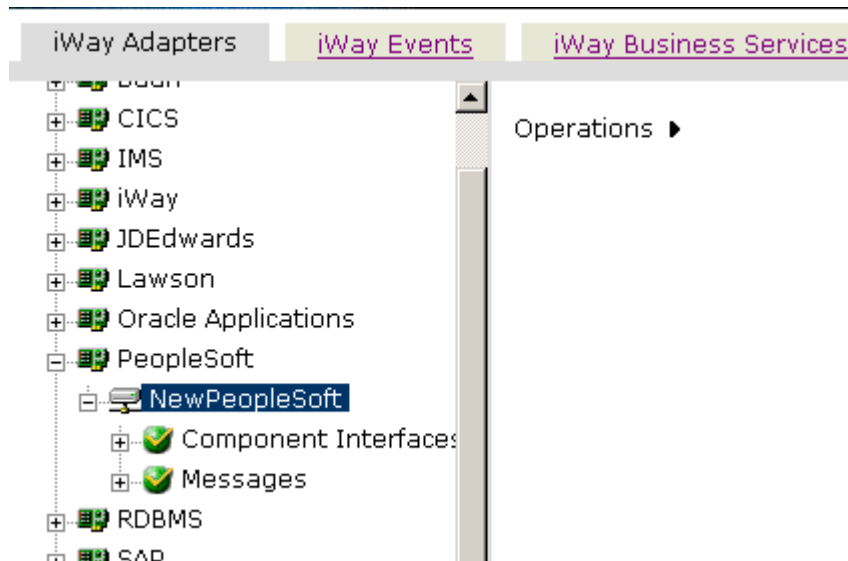 iWay Adapters
iWay Events
iWay Business Services
CICS
IMS
iWay
JDEdwards
Lawson
Oracle Applications
PeopleSoft
NewPeopleSoft
Component Interfaces
Messages
RDBMS
SAP
Operations